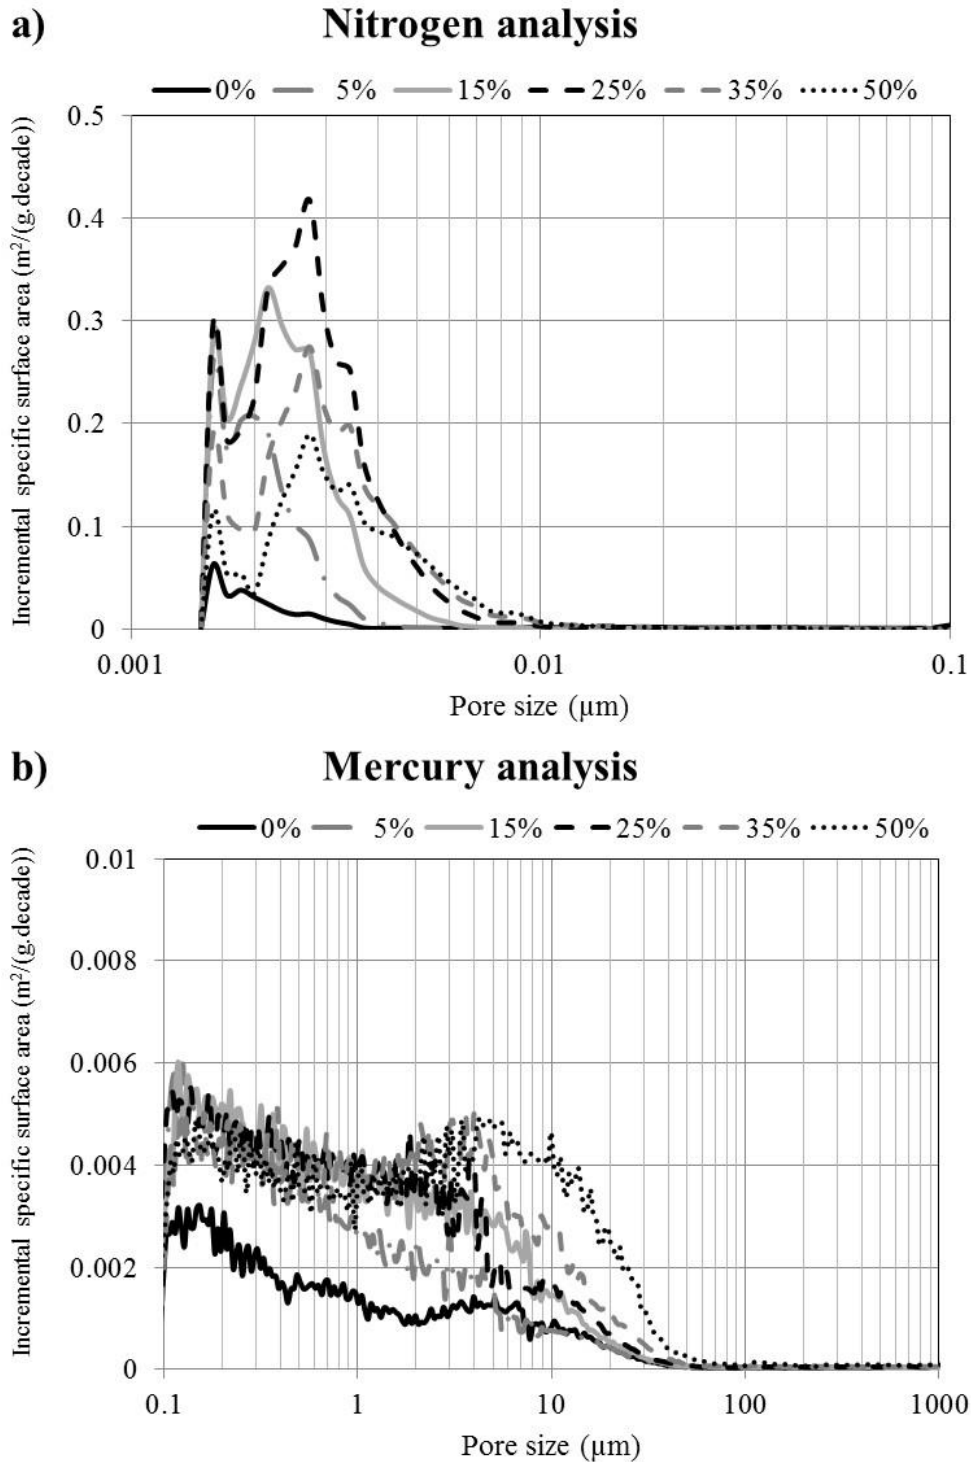 a) Nitrogen analysis
0% 5% 15% 25% 35% 50%
Incremental specific surface area (m²/(g.decade))
0.5
0.4
0.3
0.2
0.1
0
0.001 0.01 0.1
Pore size (µm)
b) Mercury analysis
0% 5% 15% 25% 35% 50%
Incremental specific surface area (m²/(g.decade))
0.01
0.008
0.006
0.004
0.002
0
0.1 1 10 100 1000
Pore size (µm)